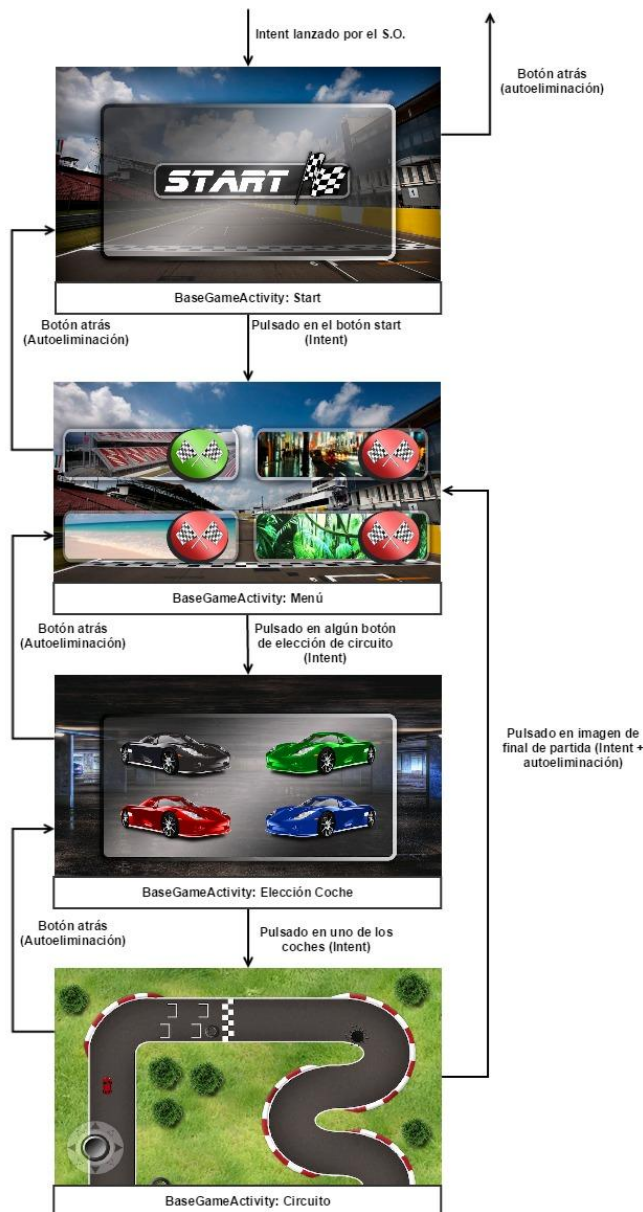 Intent lanzado por el S.O.
Botón atrás
(autoeliminación)
START
BaseGameActivity: Start
Botón atrás
(Autoeliminación)
Pulsado en el botón start
(Intent)
BaseGameActivity: Menú
Botón atrás
(Autoeliminación)
Pulsado en algún botón
de elección de circuito
(Intent)
Pulsado en imagen de
final de partida (Intent +
autoeliminación)
BaseGameActivity: Elección Coche
Botón atrás
(Autoeliminación)
Pulsado en uno de los
coches (Intent)
BaseGameActivity: Circuito